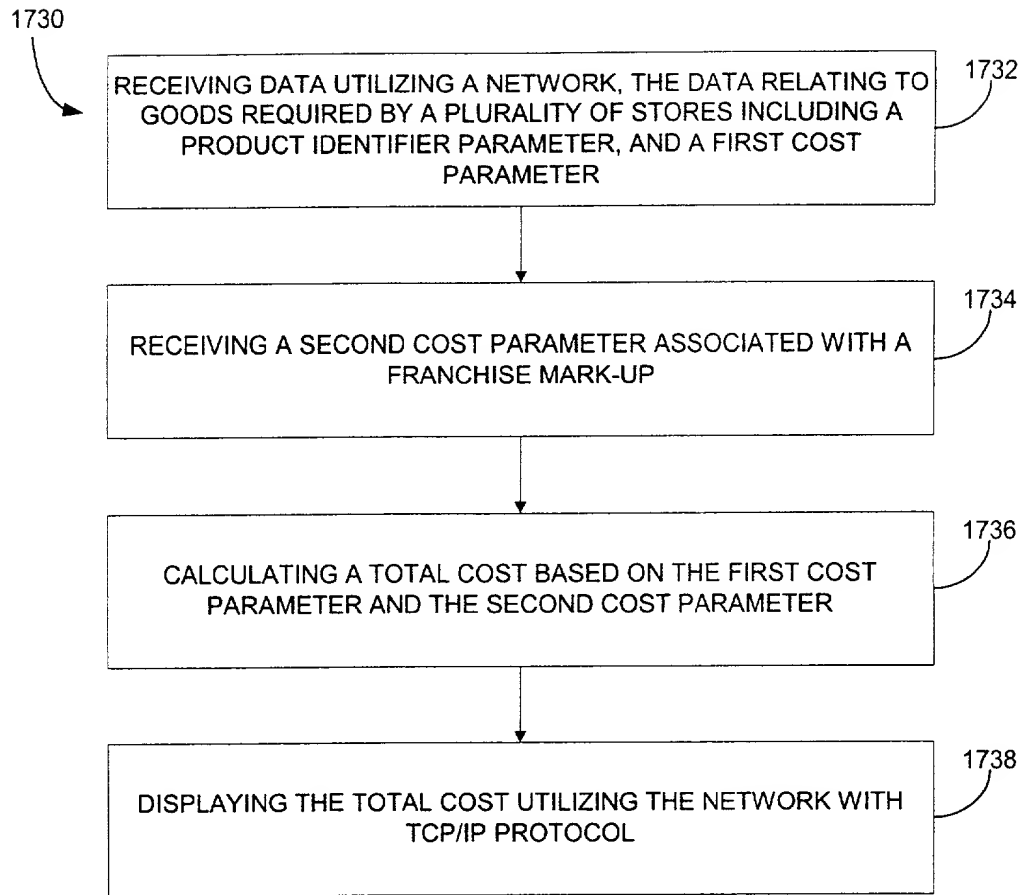 1730
RECEIVING DATA UTILIZING A NETWORK, THE DATA RELATING TO
GOODS REQUIRED BY A PLURALITY OF STORES INCLUDING A
PRODUCT IDENTIFIER PARAMETER, AND A FIRST COST
PARAMETER
1732
RECEIVING A SECOND COST PARAMETER ASSOCIATED WITH A
FRANCHISE MARK-UP
1734
CALCULATING A TOTAL COST BASED ON THE FIRST COST
PARAMETER AND THE SECOND COST PARAMETER
1736
DISPLAYING THE TOTAL COST UTILIZING THE NETWORK WITH
TCP/IP PROTOCOL
1738